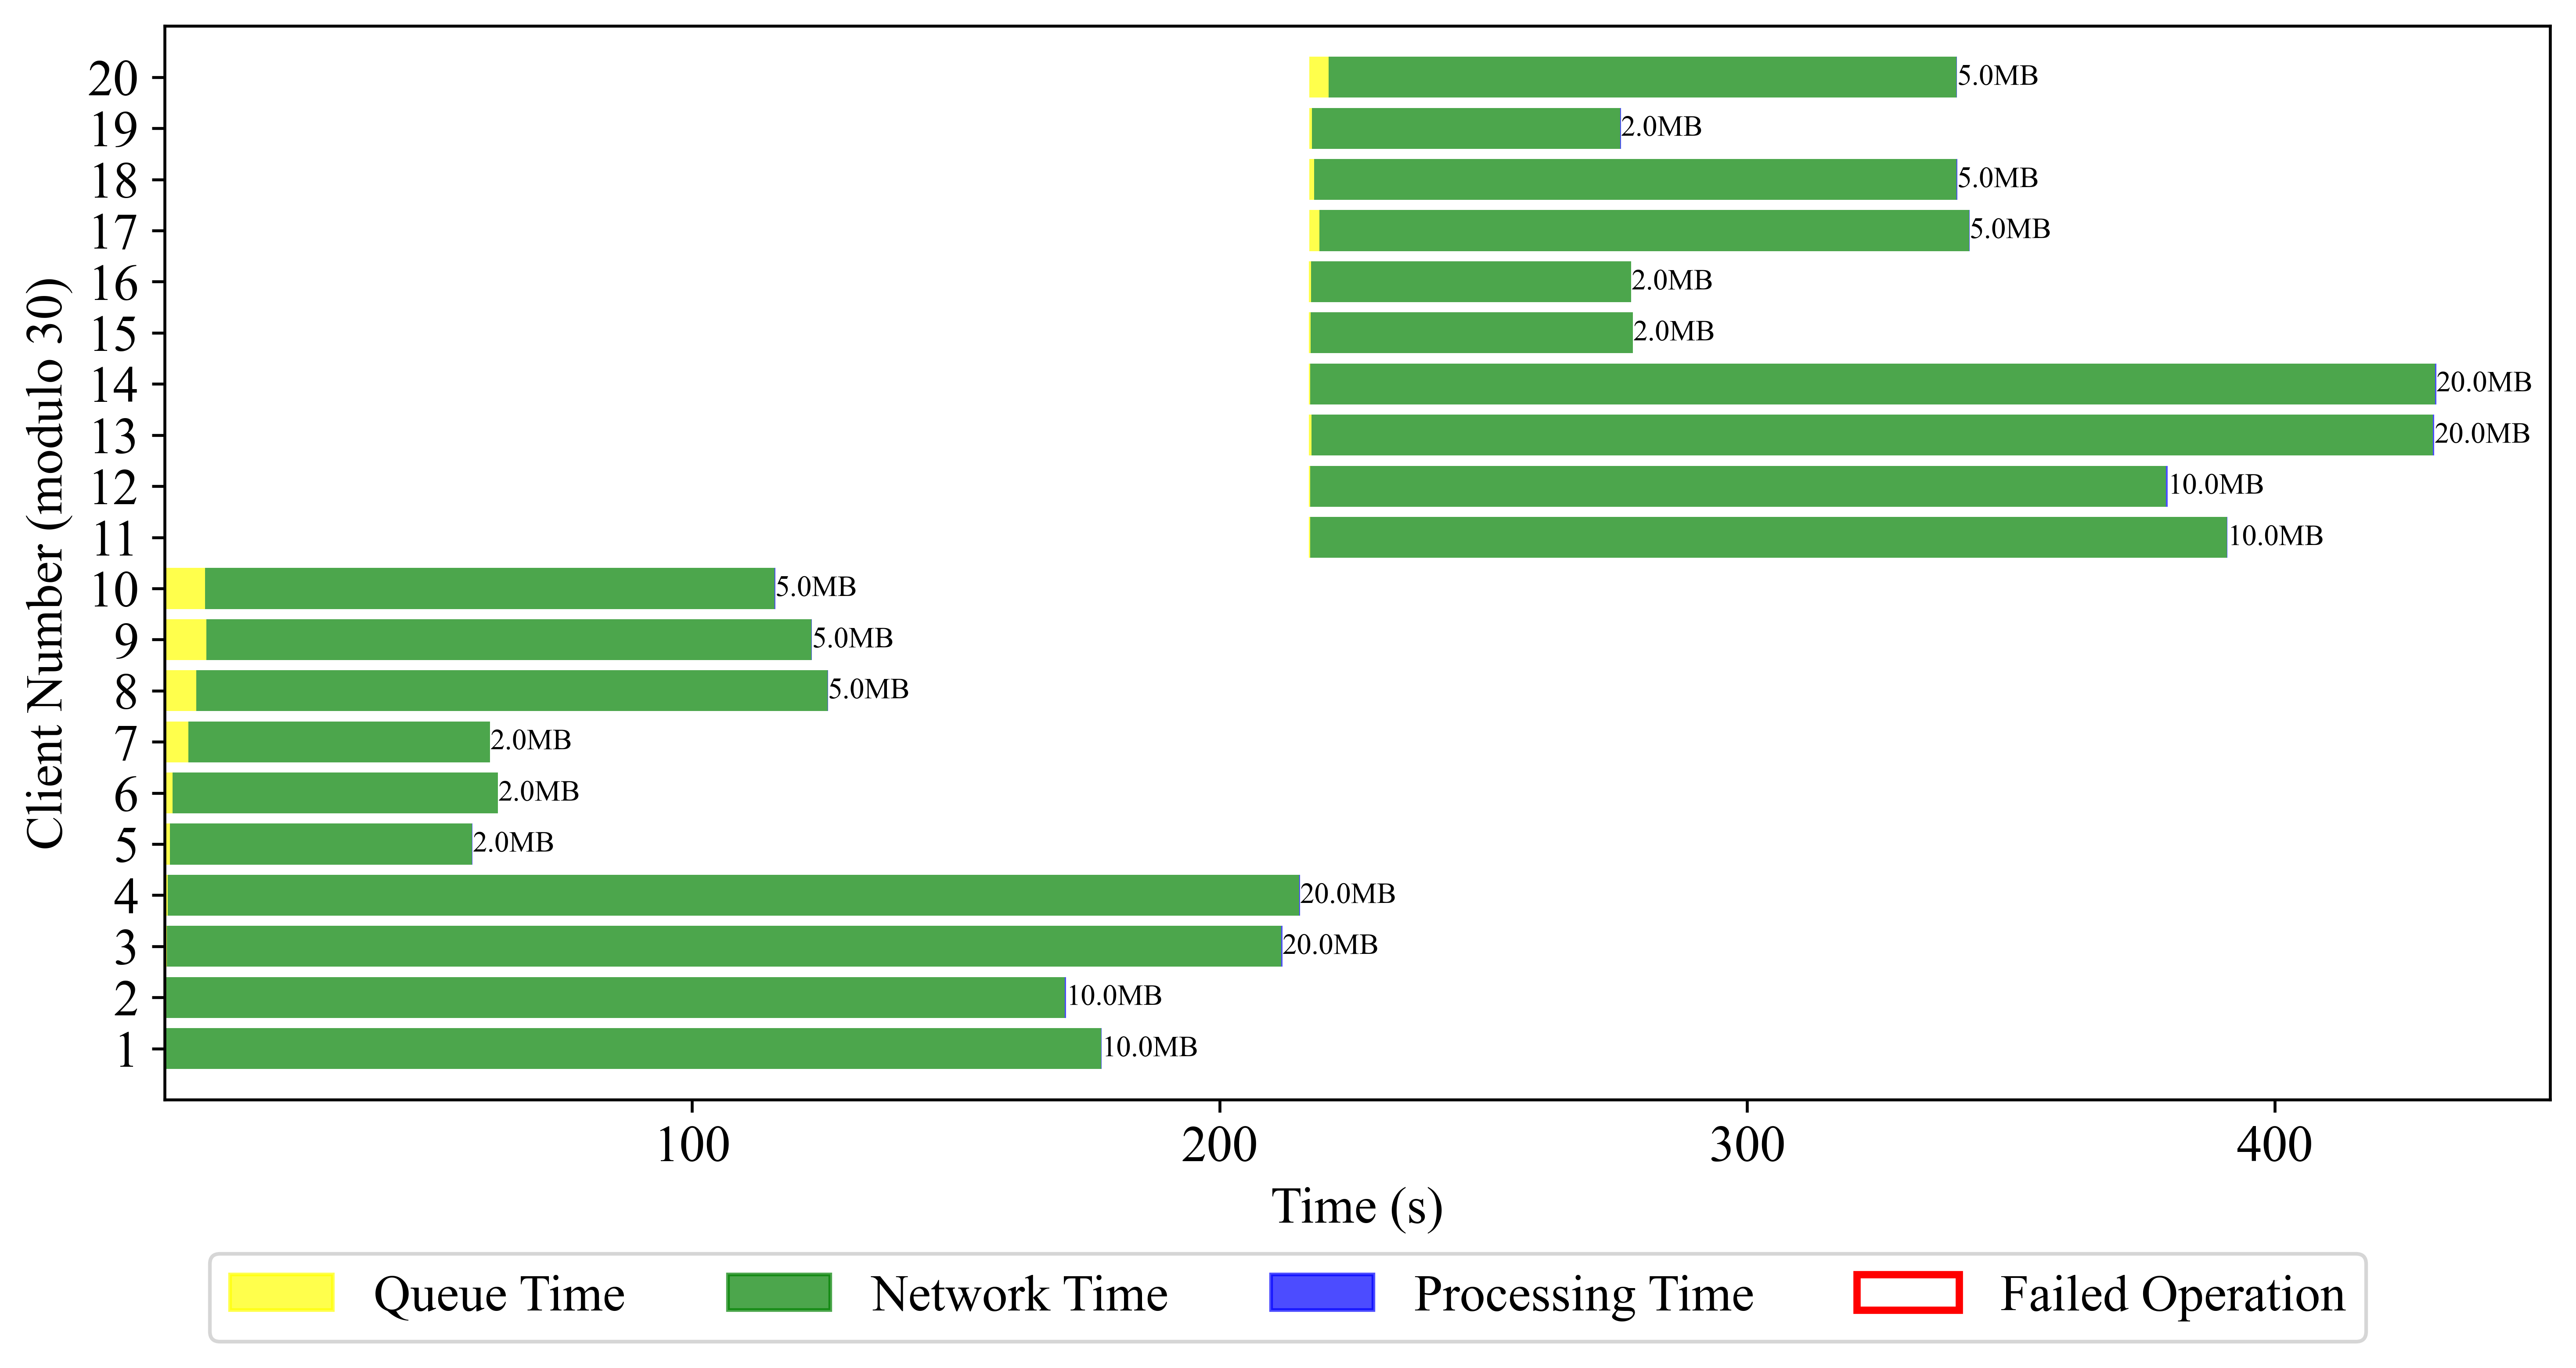 Client Number (modulo 30)
20
5.0MB
19
2.0MB
18
5.0MB
17
5.0MB
16
2.0MB
15
2.0MB
14
20.0MB
13
20.0MB
12
10.0MB
11
10.0MB
10
5.0MB
9
5.0MB
8
5.0MB
7
2.0MB
6
2.0MB
5
2.0MB
4
20.0MB
3
20.0MB
2
10.0MB
1
10.0MB
100 200 300 400
Time (s)
Queue Time Network Time Processing Time Failed Operation